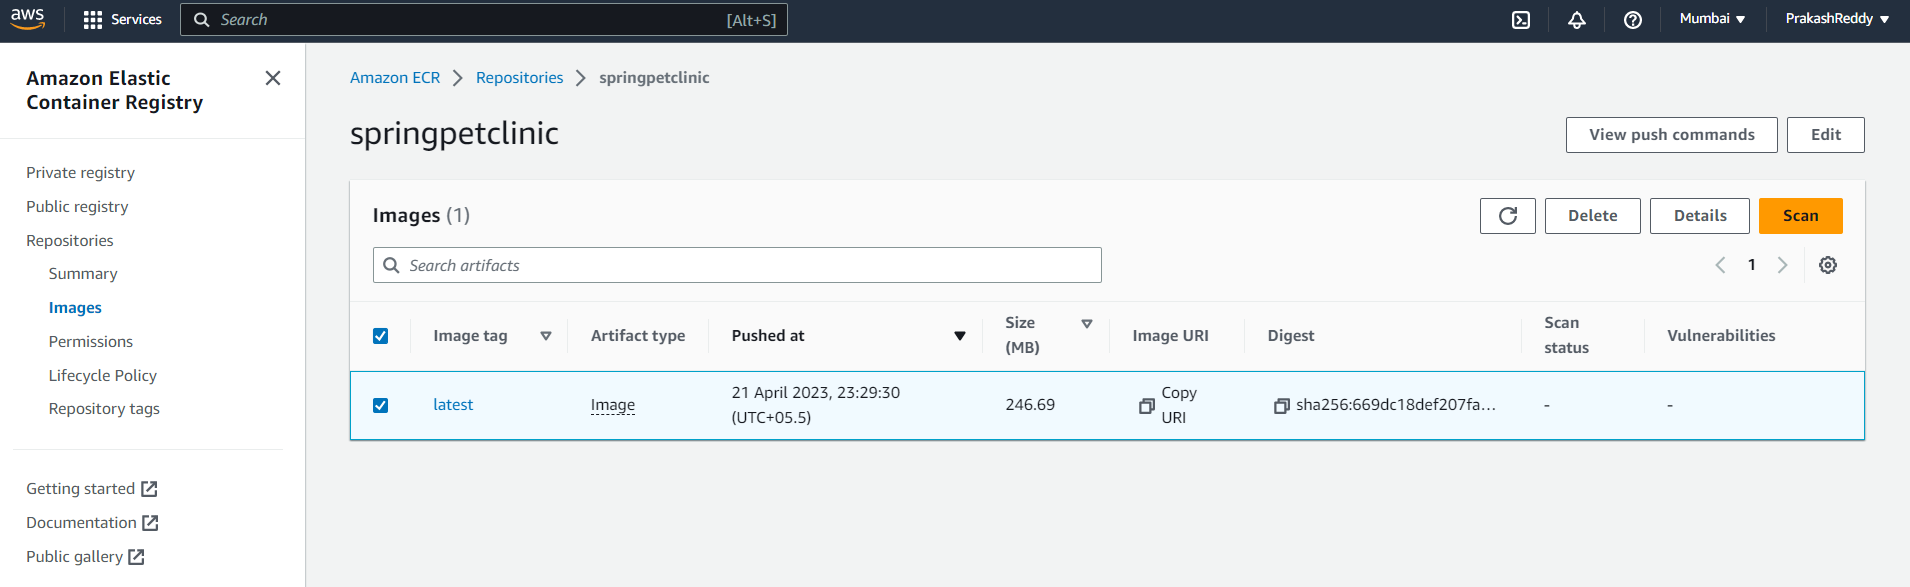 aws Services Search [Alt+S] Mumbai PrakashReddy
Amazon Elastic
Container Registry
Private registry
Public registry
Repositories
Summary
Images
Permissions
Lifecycle Policy
Repository tags
Getting started
Documentation
Public gallery
Amazon ECR Repositories springpetclinic
springpetclinic
View push commands Edit
Images (1)
Delete Details Scan
Search artifacts
1
Image tag Artifact type Pushed at Size (MB) Image URI Digest Scan status Vulnerabilities
latest Image 21 April 2023, 23:29:30 (UTC+05.5) 246.69 Copy URI sha256:669dc18def207fa... - -